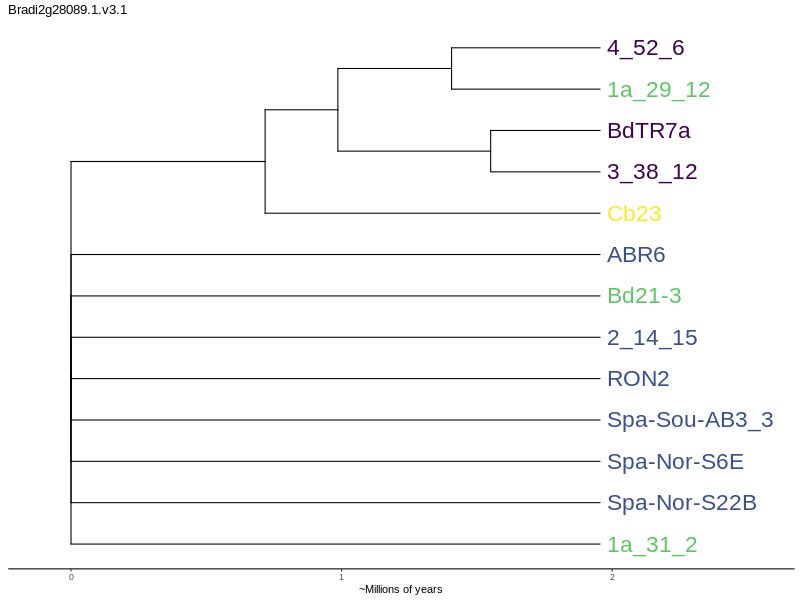 Bradi2g28089.1.v3.1
4_52_6
1a_29_12
BdTR7a
3_38_12
Cb23
ABR6
Bd21-3
2_14_15
RON2
Spa-Sou-AB3_3
Spa-Nor-S6E
Spa-Nor-S22B
1a_31_2
0 1 2
~Millions of years